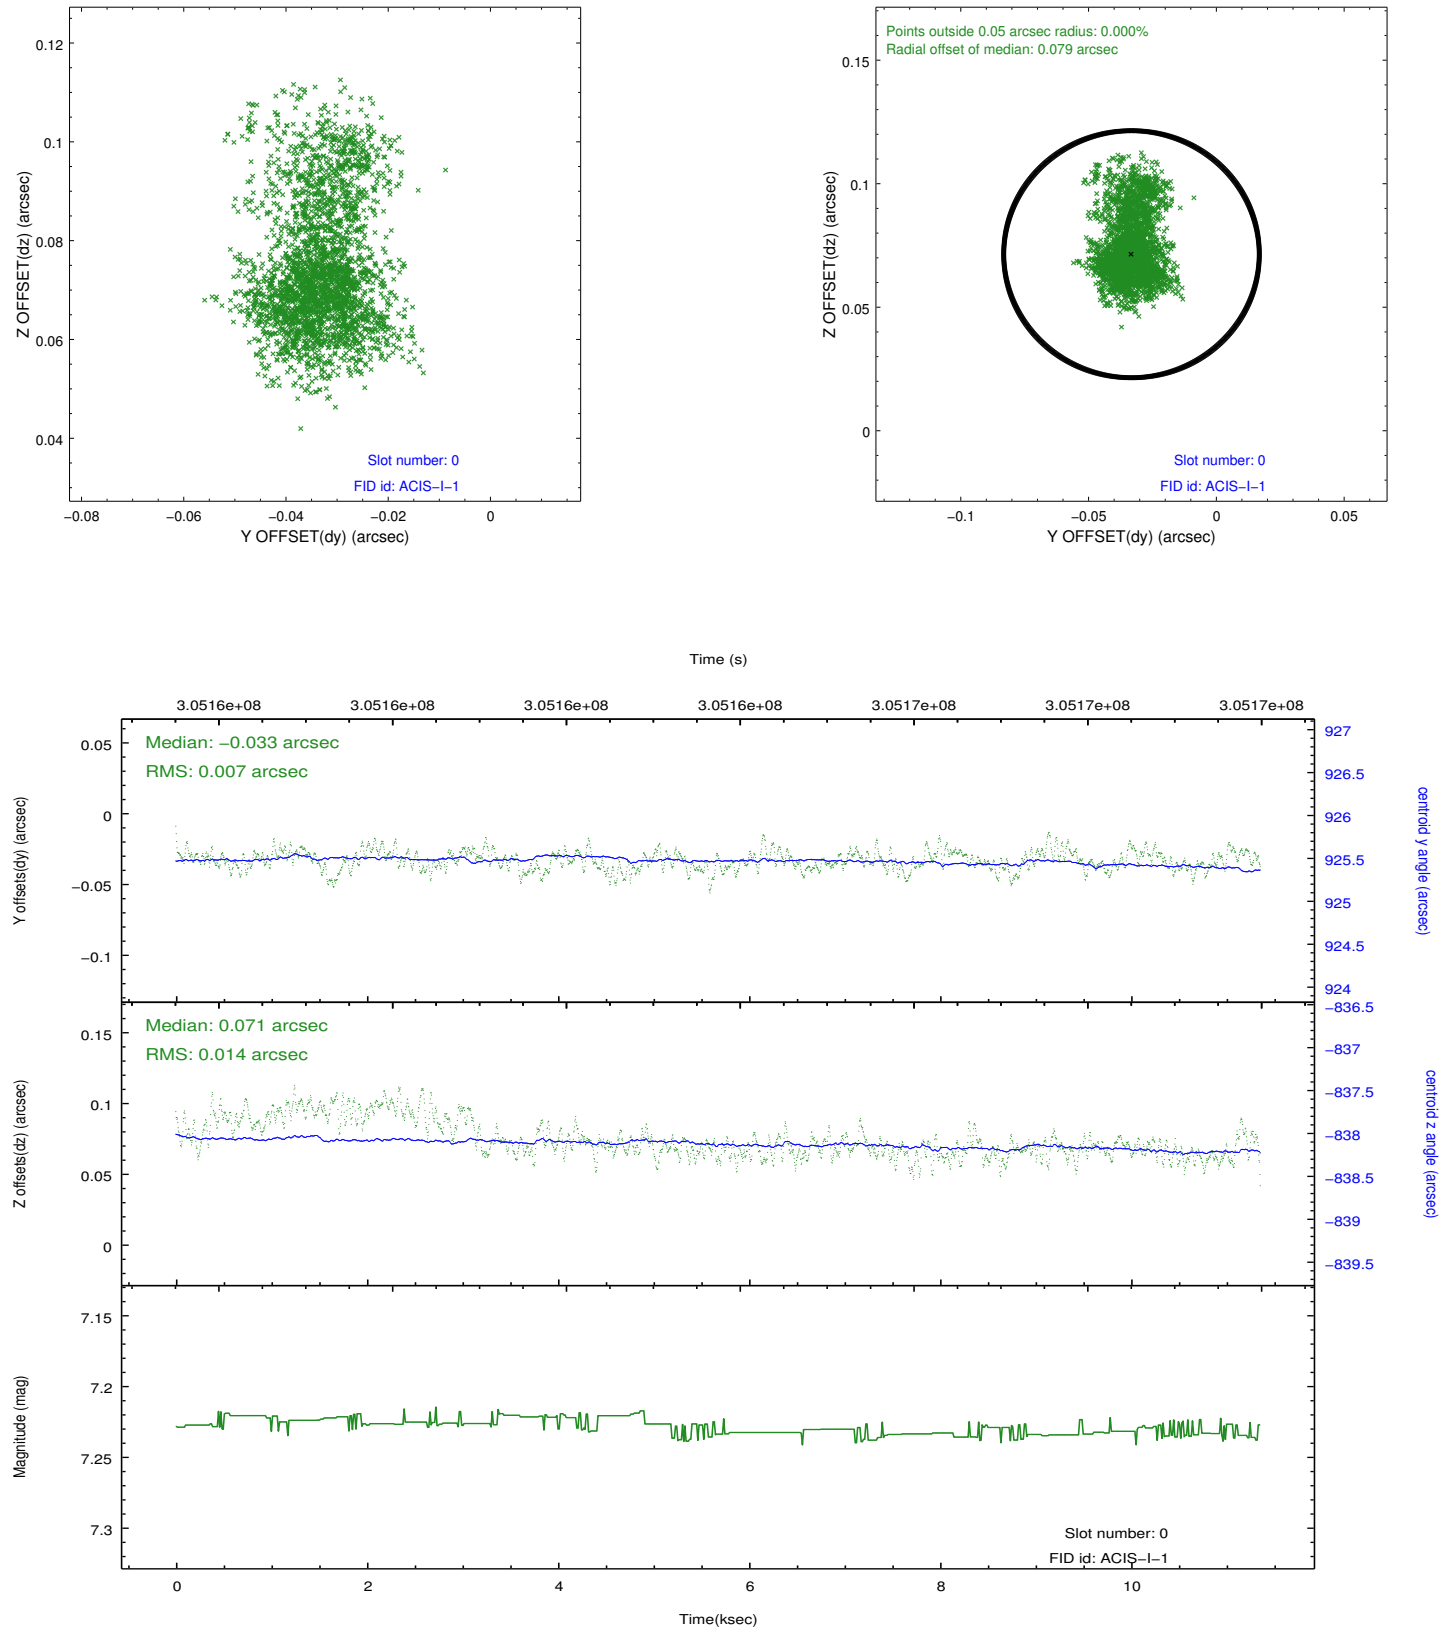 0.12
0.1
0.08
0.06
0.04
Z OFFSET(dz) (arcsec)
Slot number: 0
FID id: ACIS−I−1
−0.08 −0.06 −0.04 −0.02 0
Y OFFSET(dy) (arcsec)
Points outside 0.05 arcsec radius: 0.000%
Radial offset of median: 0.079 arcsec
0.15
0.1
0.05
0
Z OFFSET(dz) (arcsec)
Slot number: 0
FID id: ACIS−I−1
−0.1 −0.05 0 0.05
Y OFFSET(dy) (arcsec)
Time (s)
3.0516e+08 3.0516e+08 3.0516e+08 3.0516e+08 3.0517e+08 3.0517e+08 3.0517e+08
Median: −0.033 arcsec
RMS: 0.007 arcsec
0.05
0
−0.05
−0.1
Y offsets(dy) (arcsec)
927
926.5
926
925.5
925
924.5
924
centroid y angle (arcsec)
Median: 0.071 arcsec
RMS: 0.014 arcsec
0.15
0.1
0.05
0
Z offsets(dz) (arcsec)
−836.5
−837
−837.5
−838
−838.5
−839
−839.5
centroid z angle (arcsec)
7.15
7.2
7.25
7.3
Magnitude (mag)
Slot number: 0
FID id: ACIS−I−1
0 2 4 6 8 10
Time(ksec)